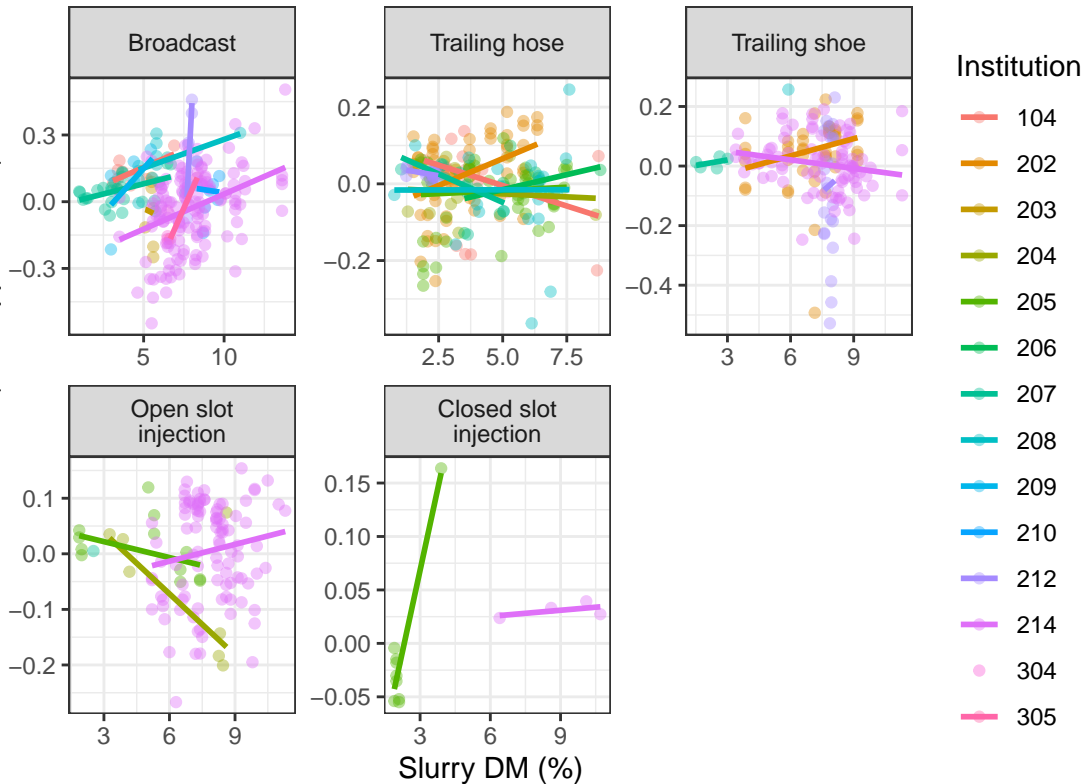 Broadcast
Trailing hose
Trailing shoe
0.3
0.0
−0.3
5 10
0.2
0.0
−0.2
2.5 5.0 7.5
0.2
0.0
−0.2
−0.4
3 6 9
Open slot
injection
Closed slot
injection
0.1
0.0
−0.1
−0.2
3 6 9
0.15
0.10
0.05
0.00
−0.05
3 6 9
Slurry DM (%)
Institution
104
202
203
204
205
206
207
208
209
210
212
214
304
305